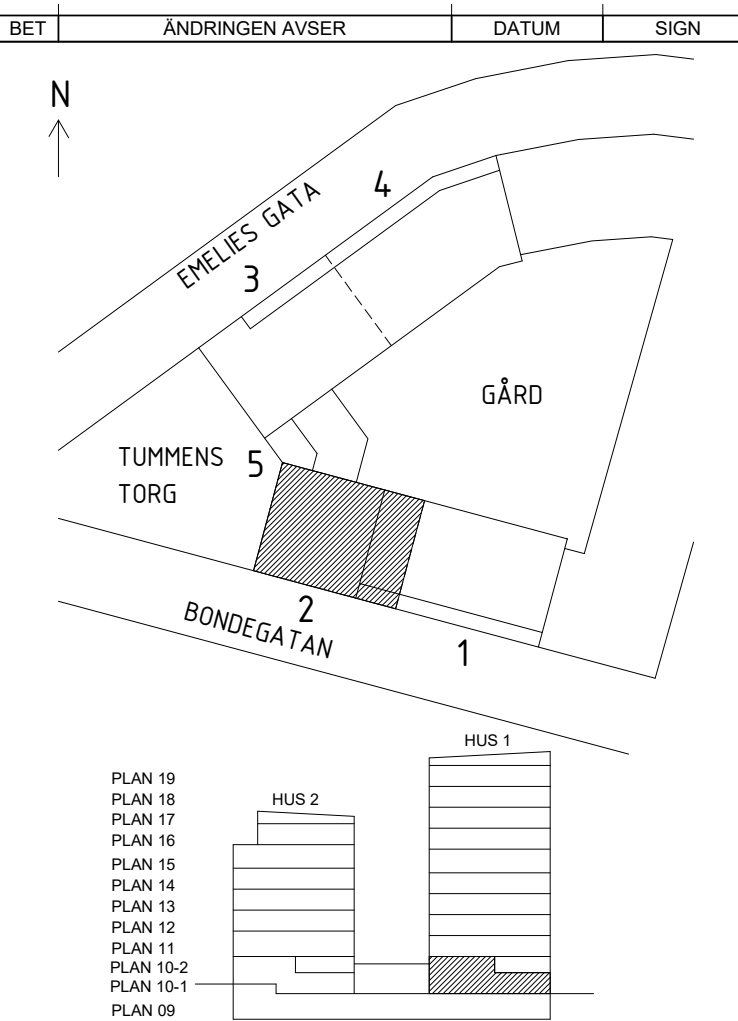 BET ÄNDRINGEN AVSER DATUM SIGN
N
4
EMELIES GATA
3
GÅRD
TUMMENS
TORG
5
2
BONDEGATAN
1
HUS 1
PLAN 19
PLAN 18
HUS 2
PLAN 17
PLAN 16
PLAN 15
PLAN 14
PLAN 13
PLAN 12
PLAN 11
PLAN 10-2
PLAN 10-1
PLAN 09